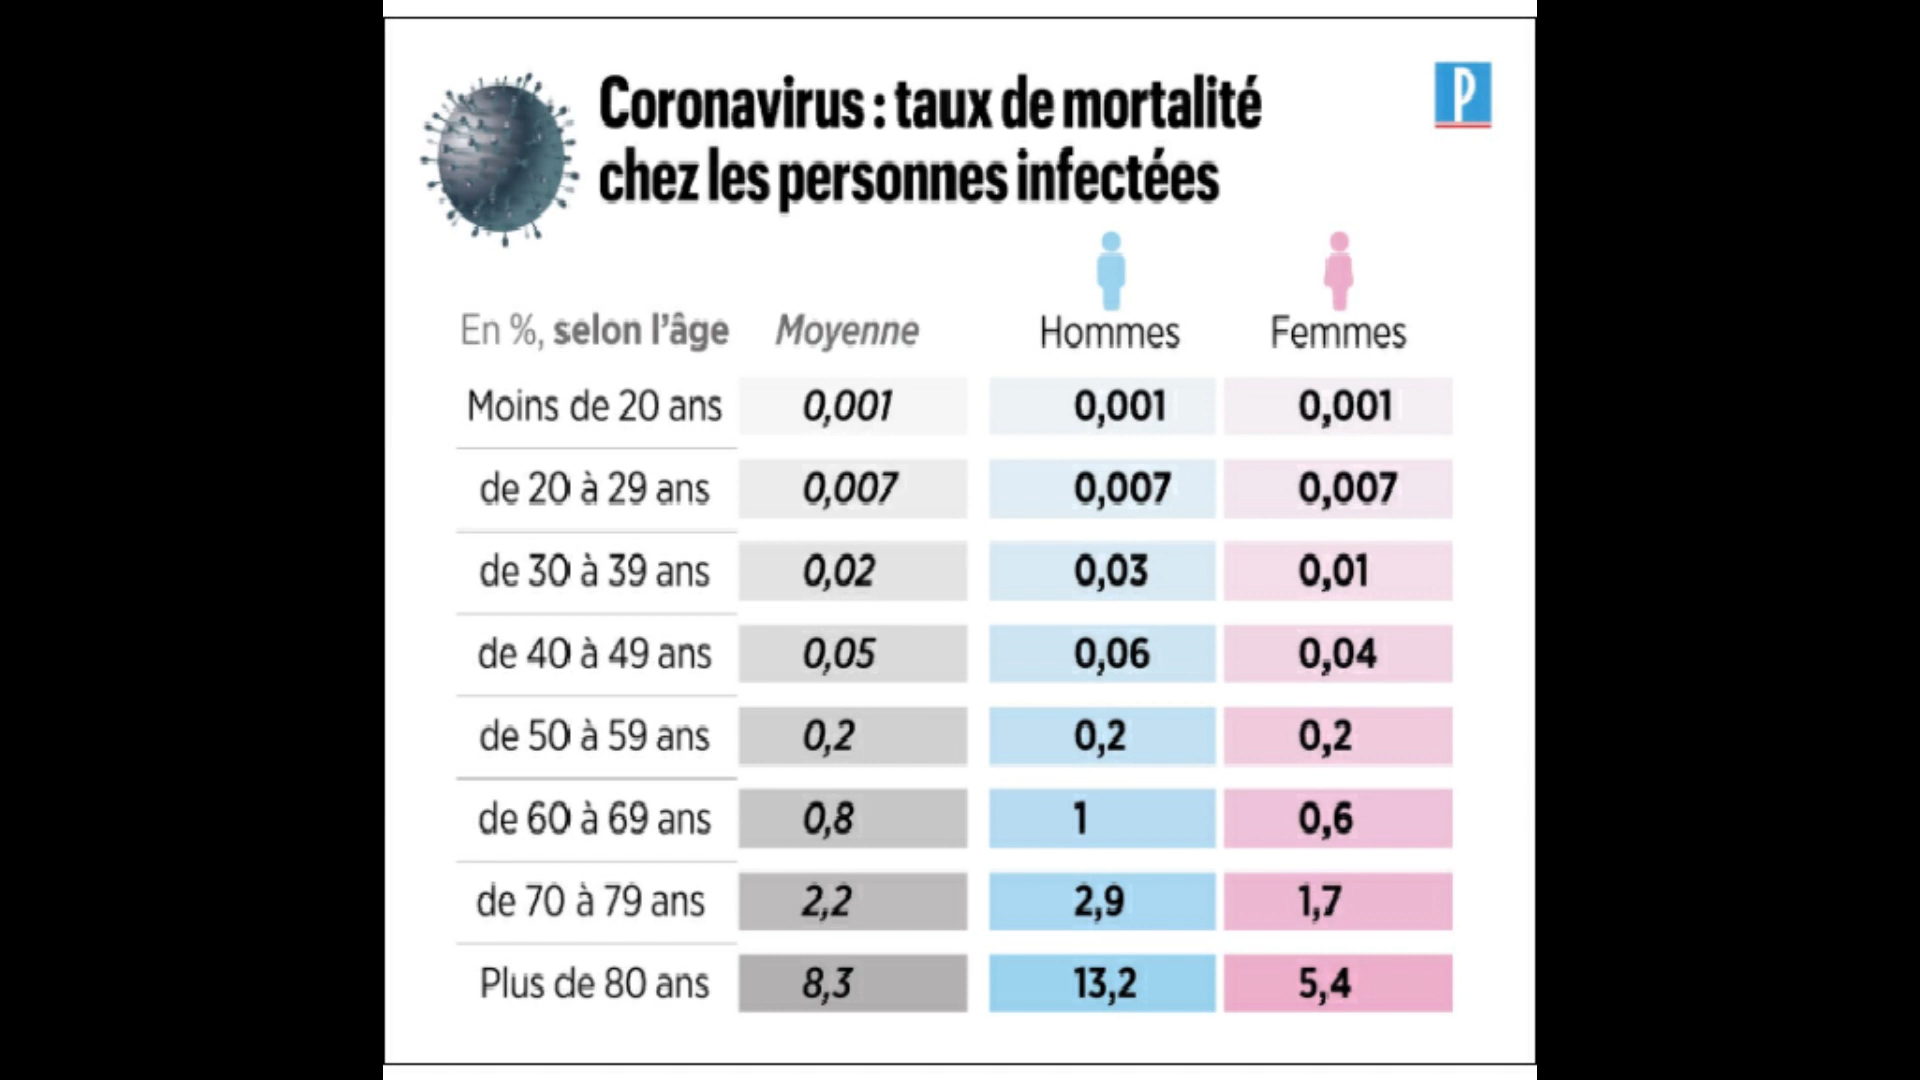 Coronavirus : taux de mortalité
chez les personnes infectées
P
En %, selon l'âge Moyenne Hommes Femmes
Moins de 20 ans 0,001 0,001 0,001
de 20 à 29 ans 0,007 0,007 0,007
de 30 à 39 ans 0,02 0,03 0,01
de 40 à 49 ans 0,05 0,06 0,04
de 50 à 59 ans 0,2 0,2 0,2
de 60 à 69 ans 0,8 1 0,6
de 70 à 79 ans 2,2 2,9 1,7
Plus de 80 ans 8,3 13,2 5,4